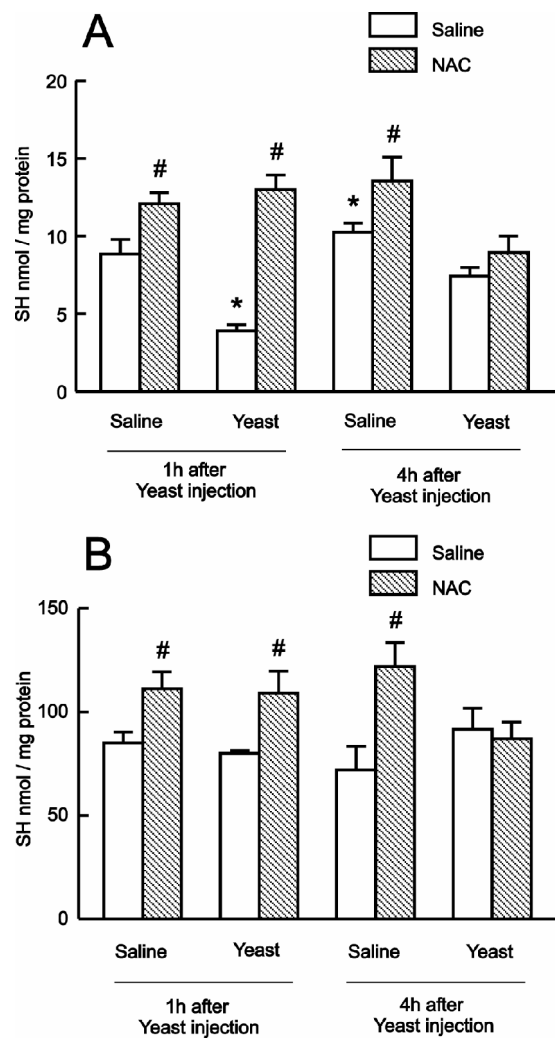 A
Saline
NAC
SH nmol / mg protein
20
15
10
5
0
#
#
#
*
*
Saline
Yeast
Saline
Yeast
1h after
Yeast injection
4h after
Yeast injection
B
Saline
NAC
SH nmol / mg protein
150
100
50
0
#
#
#
Saline
Yeast
Saline
Yeast
1h after
Yeast injection
4h after
Yeast injection